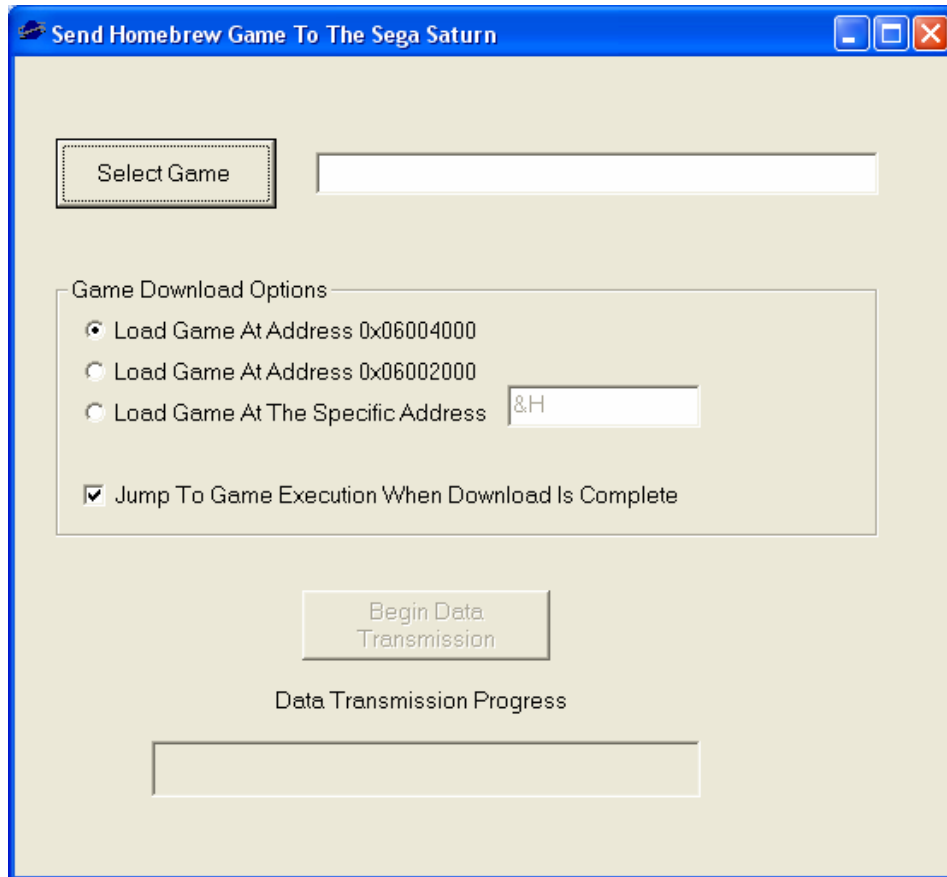 Send Homebrew Game To The Sega Saturn
Select Game
Game Download Options
Load Game At Address 0x06004000
Load Game At Address 0x06002000
Load Game At The Specific Address
&H
Jump To Game Execution When Download Is Complete
Begin Data
Transmission
Data Transmission Progress